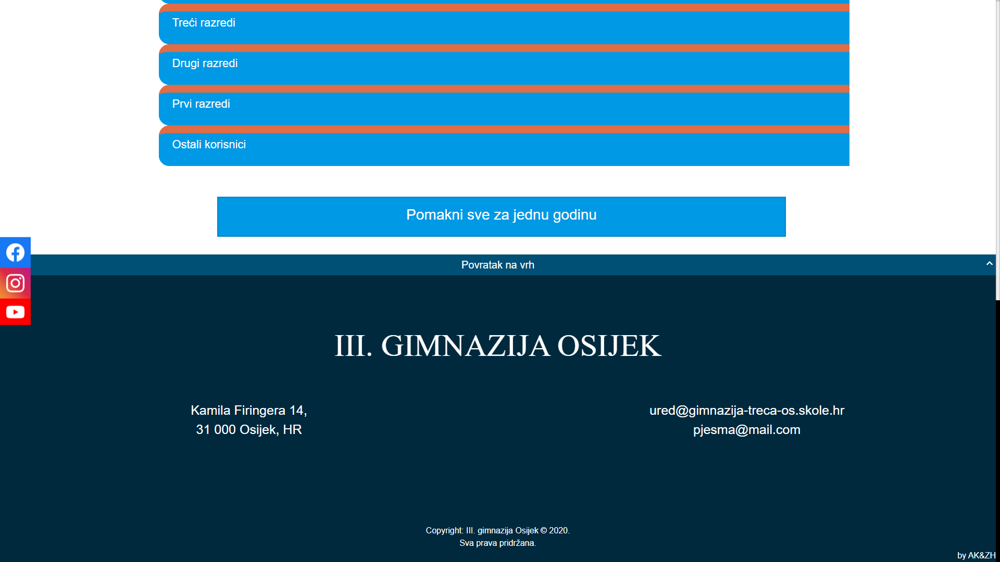 Treći razredi
Drugi razredi
Prvi razredi
Ostali korisnici
Pomakni sve za jednu godinu
Povratak na vrh
III. GIMNAZIJA OSIJEK
Kamila Firingera 14,
31 000 Osijek, HR
ured@gimnazija-treca-os.skole.hr
pjesma@mail.com
Copyright: III. gimnazija Osijek © 2020.
Sva prava pridržana.
by AK&ZH